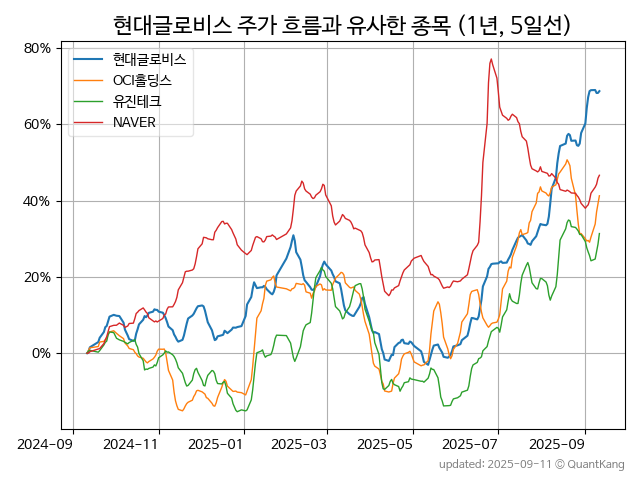 현대글로비스 주가 흐름과 유사한 종목 (1년, 5일선)
현대글로비스
OCI홀딩스
유진테크
NAVER
80%
60%
40%
20%
0%
2024-09 2024-11 2025-01 2025-03 2025-05 2025-07 2025-09
updated: 2025-09-11 © QuantKang